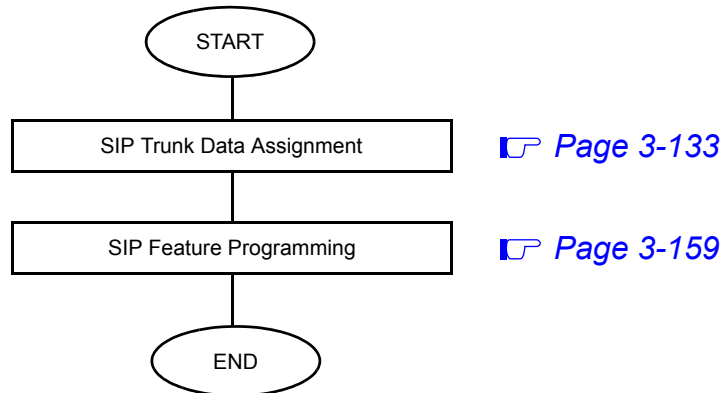 START
SIP Trunk Data Assignment
Page 3-133
SIP Feature Programming
Page 3-159
END